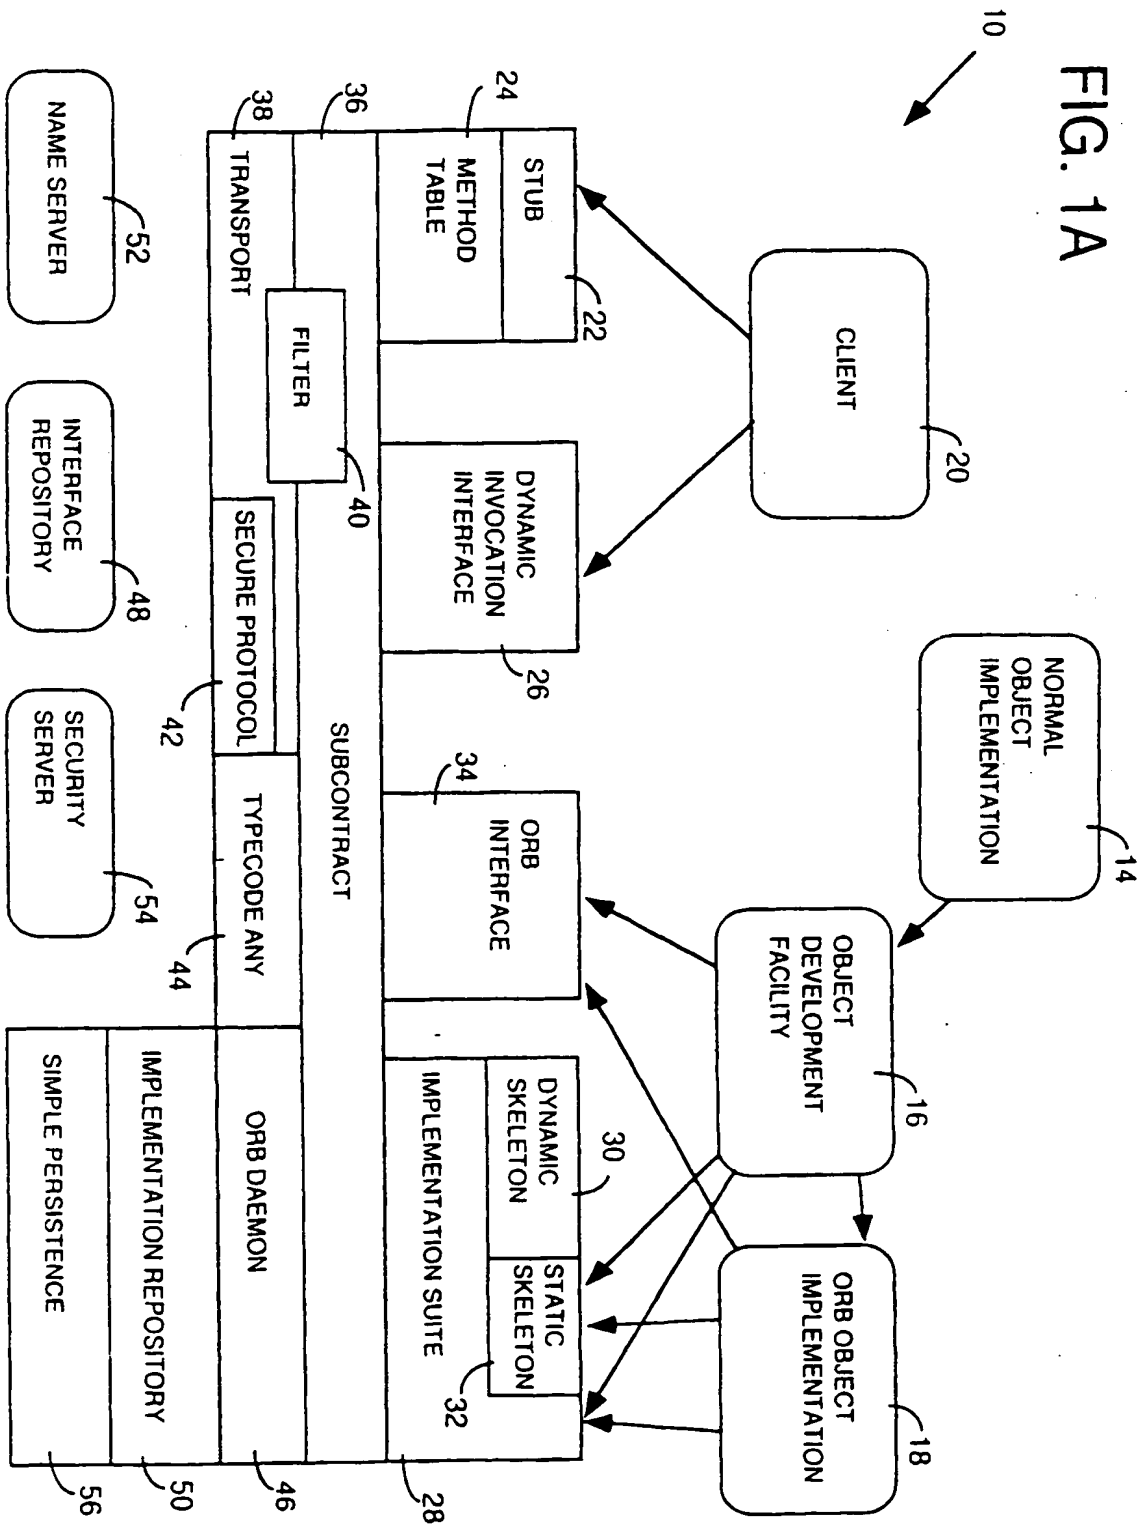 FIG. 1A
10
CLIENT
20
NORMAL
OBJECT
IMPLEMENTATION
14
OBJECT
DEVELOPMENT
FACILITY
16
ORB OBJECT
IMPLEMENTATION
18
STUB
22
METHOD
TABLE
24
DYNAMIC
INVOCATION
INTERFACE
26
ORB
INTERFACE
34
DYNAMIC
SKELETON
30
STATIC
SKELETON
32
IMPLEMENTATION SUITE
28
36
SUBCONTRACT
FILTER
40
38
TRANSPORT
SECURE PROTOCOL
42
TYPECODE ANY
44
ORB DAEMON
46
IMPLEMENTATION REPOSITORY
50
SIMPLE PERSISTENCE
56
NAME SERVER
52
INTERFACE
REPOSITORY
48
SECURITY
SERVER
54